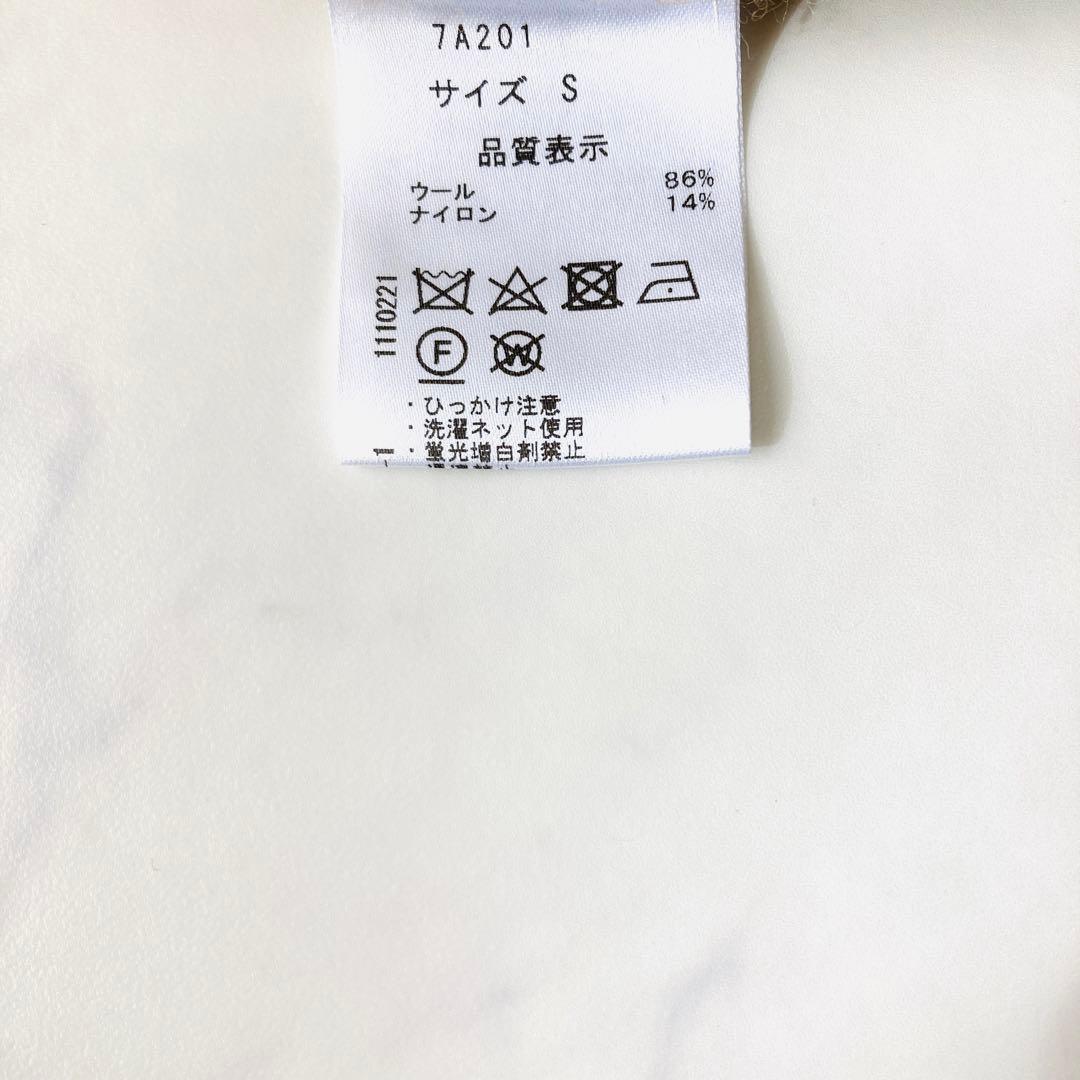 7A201
サイズ S
品質表示
ウール 86%
ナイロン 14%
1110221
F
W
・ひっかけ注意
・洗濯ネット使用
・蛍光増白剤禁止